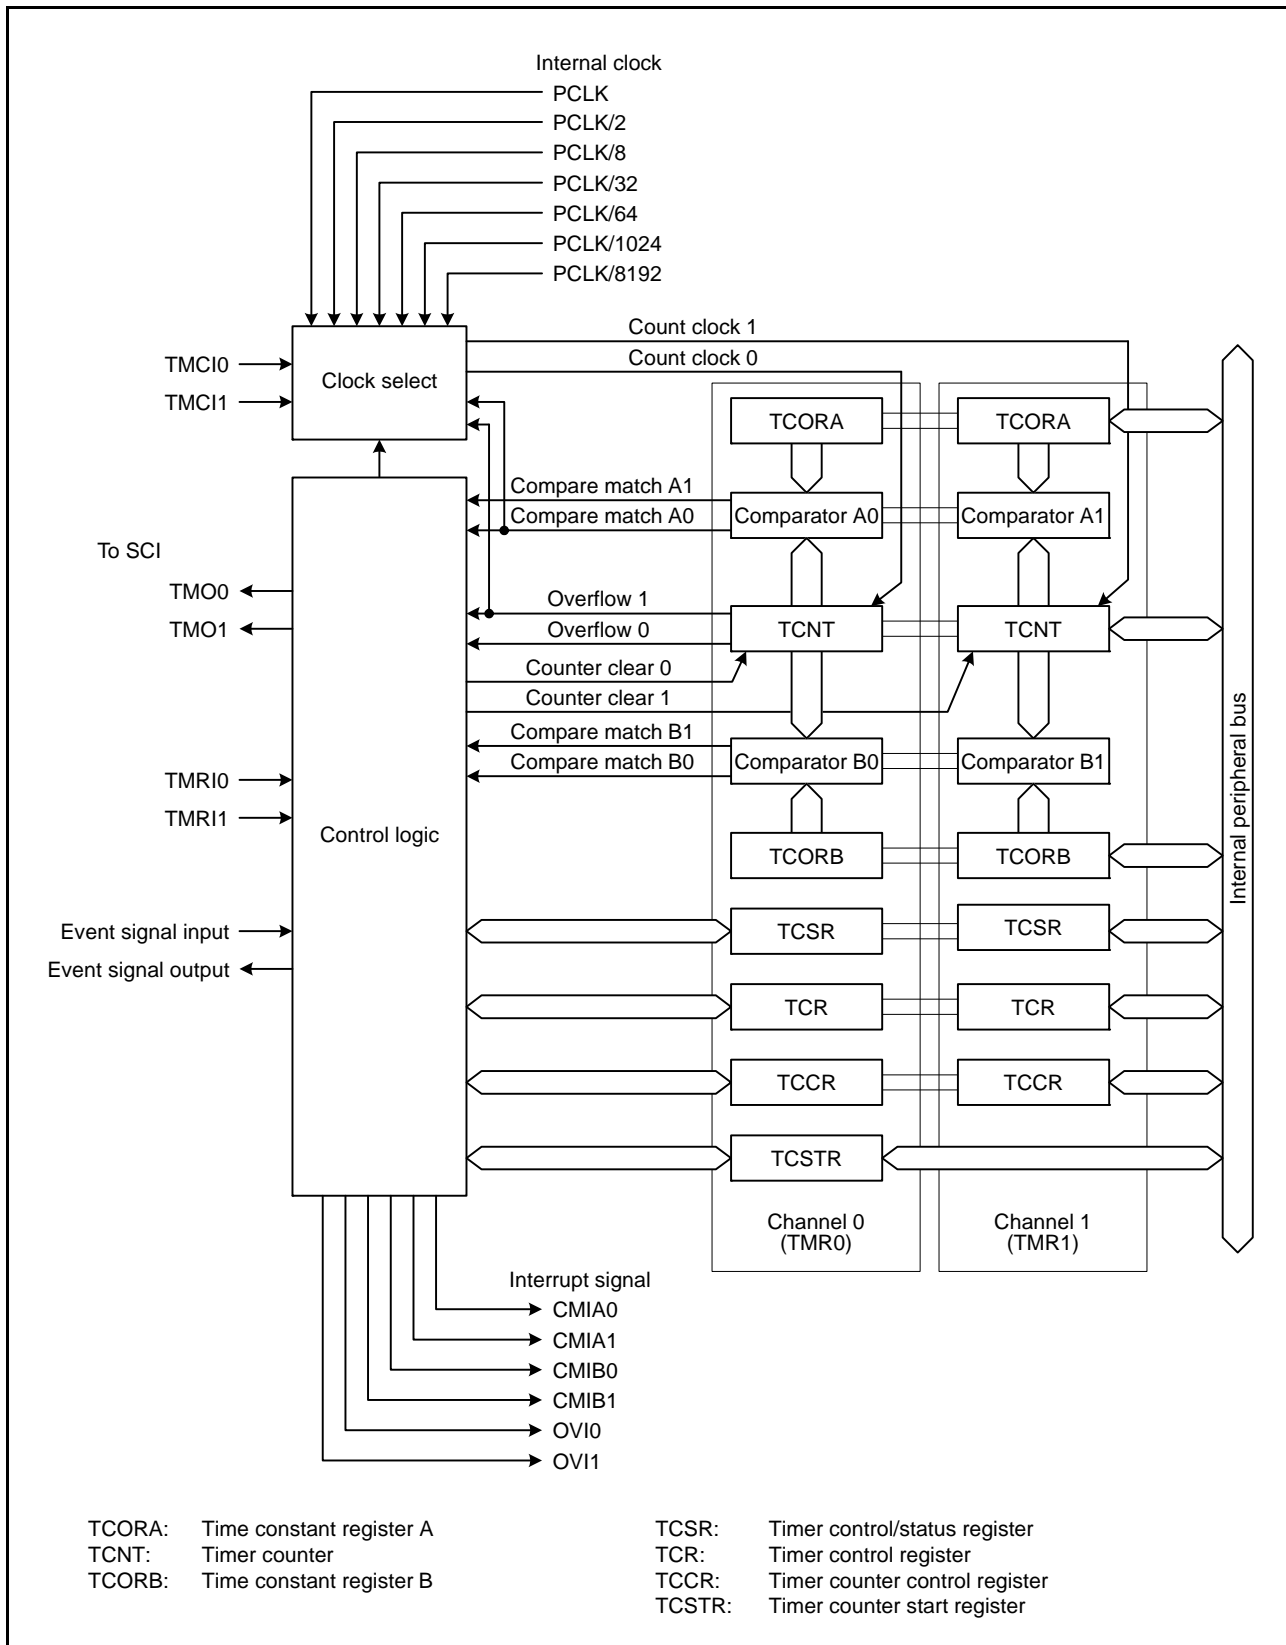 Internal clock
PCLK
PCLK/2
PCLK/8
PCLK/32
PCLK/64
PCLK/1024
PCLK/8192
Count clock 1
Count clock 0
TMCI0
TMCI1
Clock select
TCORA
TCORA
Compare match A1
Compare match A0
Comparator A0
Comparator A1
To SCI
TMO0
TMO1
Overflow 1
Overflow 0
TCNT
TCNT
Counter clear 0
Counter clear 1
Compare match B1
Compare match B0
Comparator B0
Comparator B1
TMRI0
TMRI1
Control logic
TCORB
TCORB
Internal peripheral bus
Event signal input
Event signal output
TCSR
TCSR
TCR
TCR
TCCR
TCCR
TCSTR
Channel 0
(TMR0)
Channel 1
(TMR1)
Interrupt signal
CMIA0
CMIA1
CMIB0
CMIB1
OVI0
OVI1
TCORA: Time constant register A
TCNT: Timer counter
TCORB: Time constant register B
TCSR: Timer control/status register
TCR: Timer control register
TCCR: Timer counter control register
TCSTR: Timer counter start register